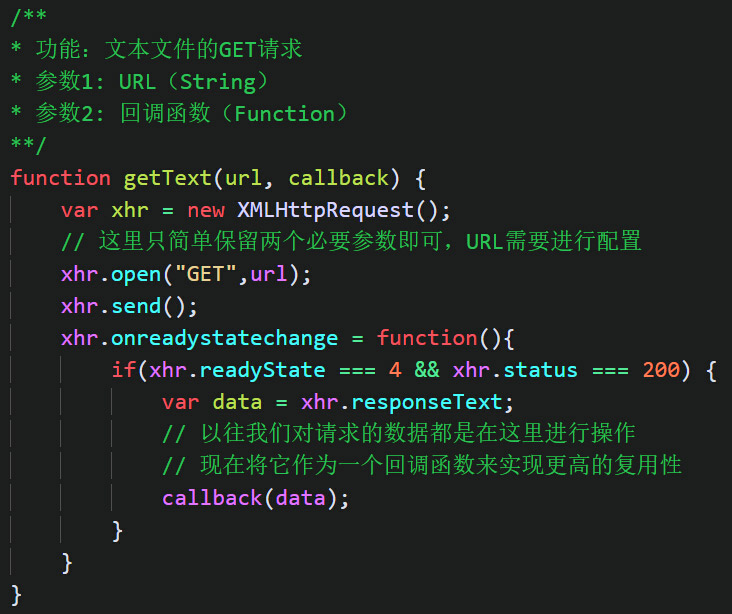 /**
* 功能：文本文件的GET请求
* 参数1: URL（String）
* 参数2: 回调函数（Function）
**/
function getText(url, callback) {
    var xhr = new XMLHttpRequest();
    // 这里只简单保留两个必要参数即可，URL需要进行配置
    xhr.open("GET",url);
    xhr.send();
    xhr.onreadystatechange = function(){
        if(xhr.readyState === 4 && xhr.status === 200) {
            var data = xhr.responseText;
            // 以往我们对请求的数据都是在这里进行操作
            // 现在将它作为一个回调函数来实现更高的复用性
            callback(data);
        }
    }
}